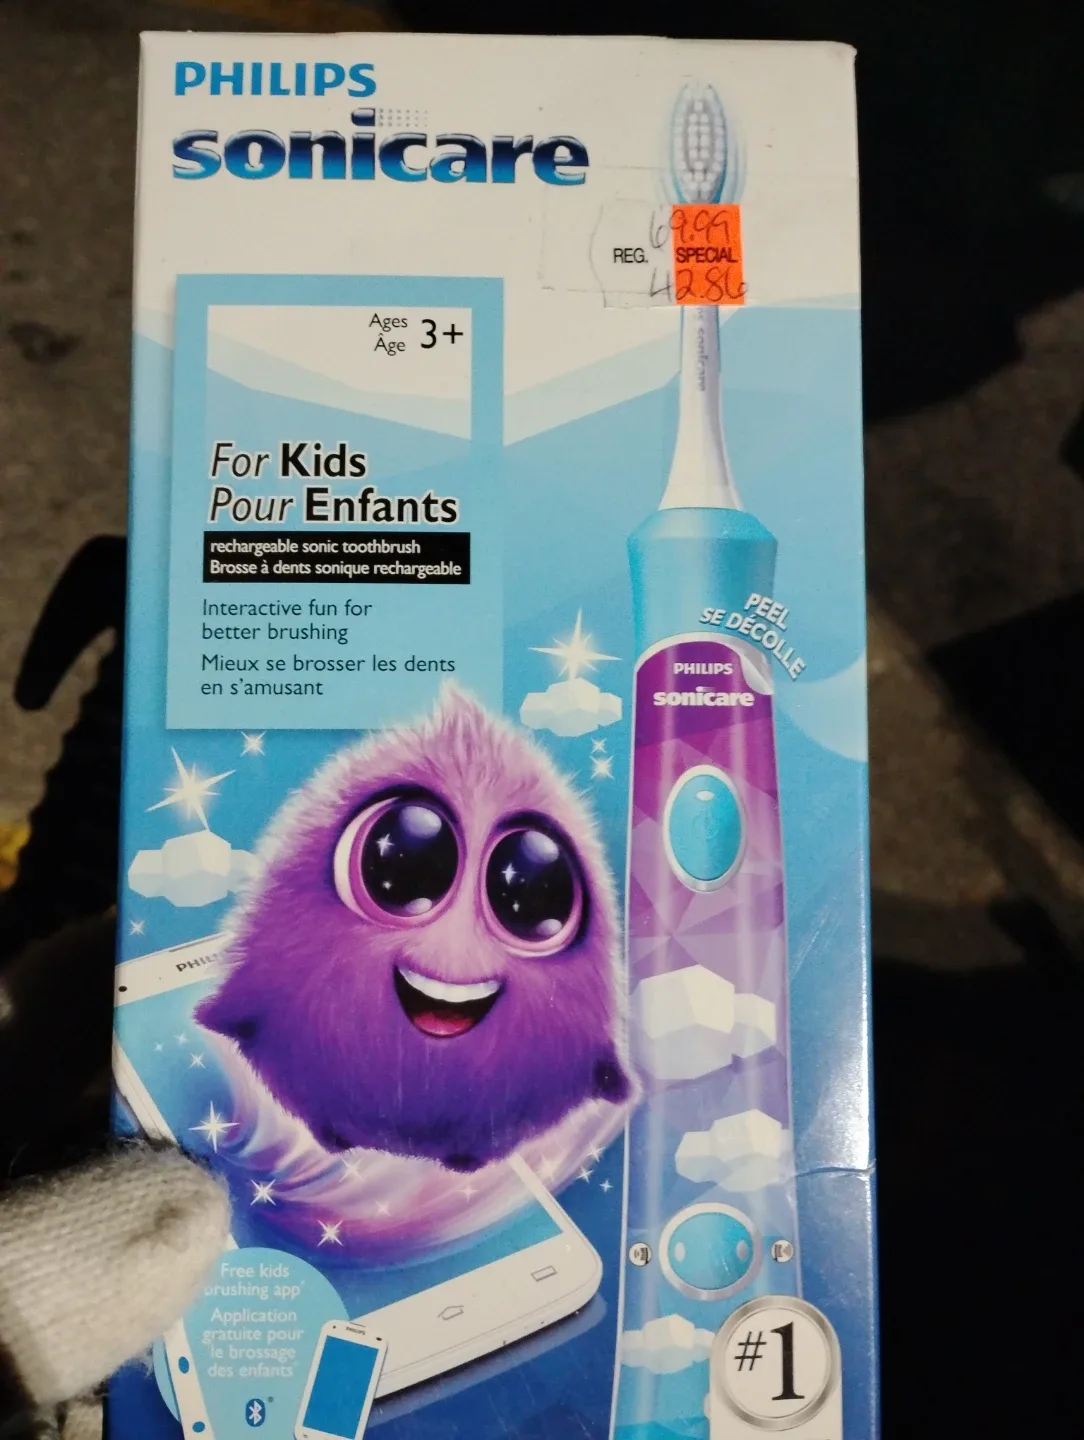 PHILIPS
sonicare
69.99
REG. SPECIAL
42.86
Ages
Âge 3+
sonicare
For Kids
Pour Enfants
rechargeable sonic toothbrush
Brosse à dents sonique rechargeable
Interactive fun for
better brushing
Mieux se brosser les dents
en s'amusant
PEEL
SE DÉCOLLE
PHILIPS
sonicare
Free kids
brushing app*
Application
gratuite pour
le brossage
des enfants*
PHILIPS
#1